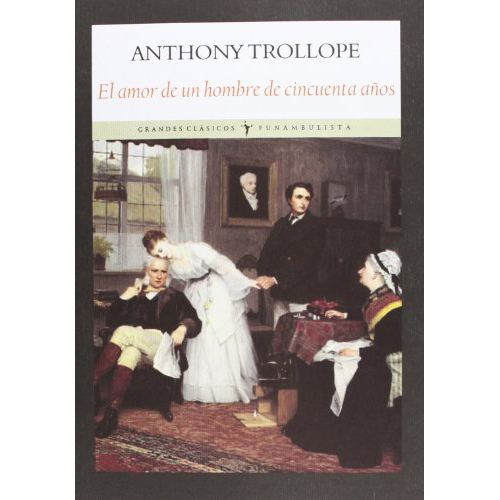 ANTHONY TROLLOPE
El amor de un hombre de cincuenta años
GRANDES CLÁSICOS FUNAMBULISTA